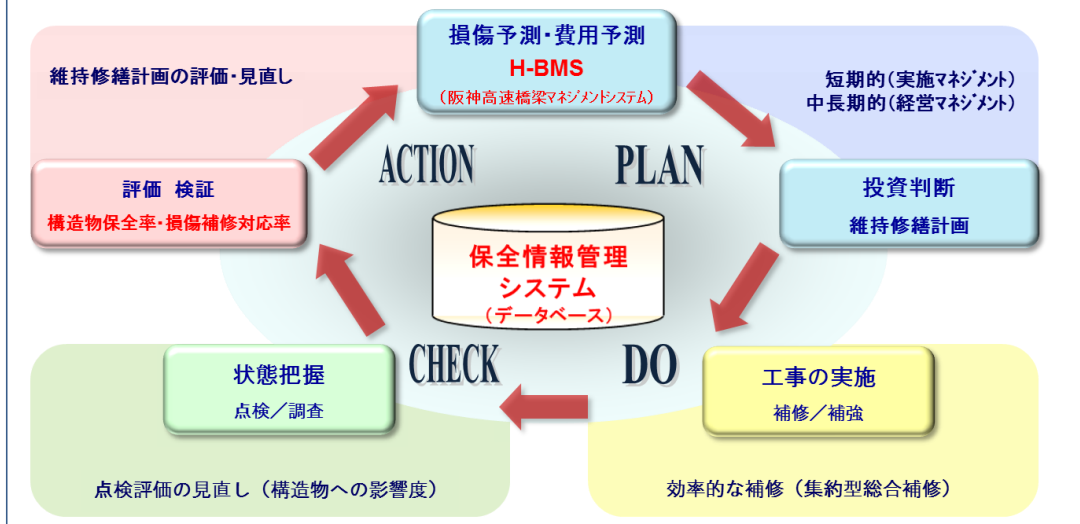 損傷予測・費用予測
H-BMS
（阪神高速橋梁マネジメントシステム）
維持修繕計画の評価・見直し
短期的（実施マネジメント）
中長期的（経営マネジメント）
ACTION
PLAN
評価 検証
構造物保全率・損傷補修対応率
投資判断
維持修繕計画
保全情報管理
システム
（データベース）
CHECK
DO
状態把握
点検／調査
工事の実施
補修／補強
点検評価の見直し（構造物への影響度）
効率的な補修（集約型総合補修）